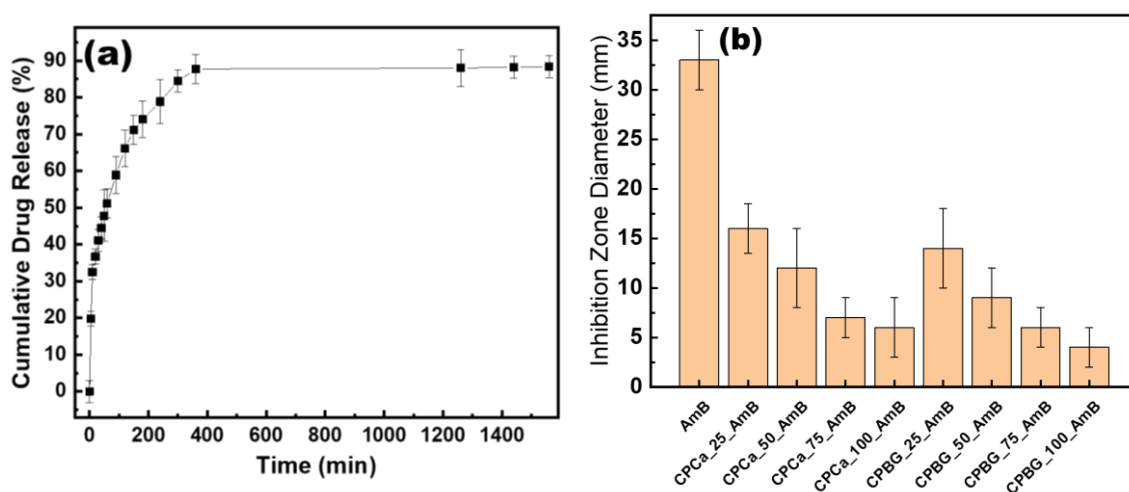 (a)
Cumulative Drug Release (%)
90
80
70
60
50
40
30
20
10
0
0
200
400
600
800
1000
1200
1400
Time (min)
(b)
Inhibition Zone Diameter (mm)
35
30
25
20
15
10
5
0
AmB
CPCa_25_AmB
CPCa_50_AmB
CPCa_75_AmB
CPCa_100_AmB
CPBG_25_AmB
CPBG_50_AmB
CPBG_75_AmB
CPBG_100_AmB